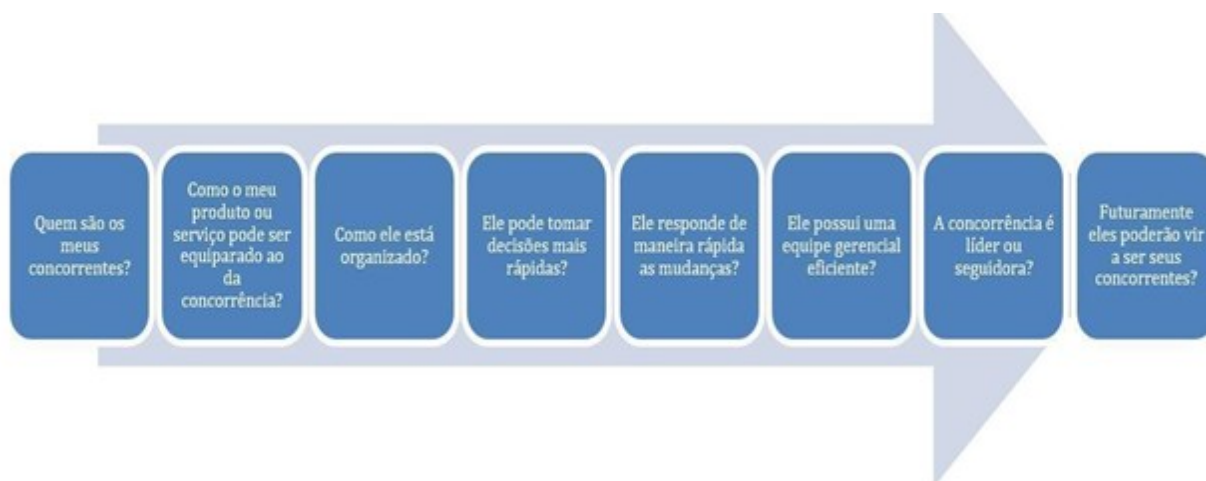 Quem são os
meus
concorrentes?
Como o meu
produto ou
serviço pode ser
equiparado ao
da
concorrência?
Como ele está
organizado?
Ele pode tomar
decisões mais
rápidas?
Ele responde de
maneira rápida
as mudanças?
Ele possui uma
equipe gerencial
eficiente?
A concorrência é
líder ou
seguidora?
Futuramente
eles poderão vir
a ser seus
concorrentes?